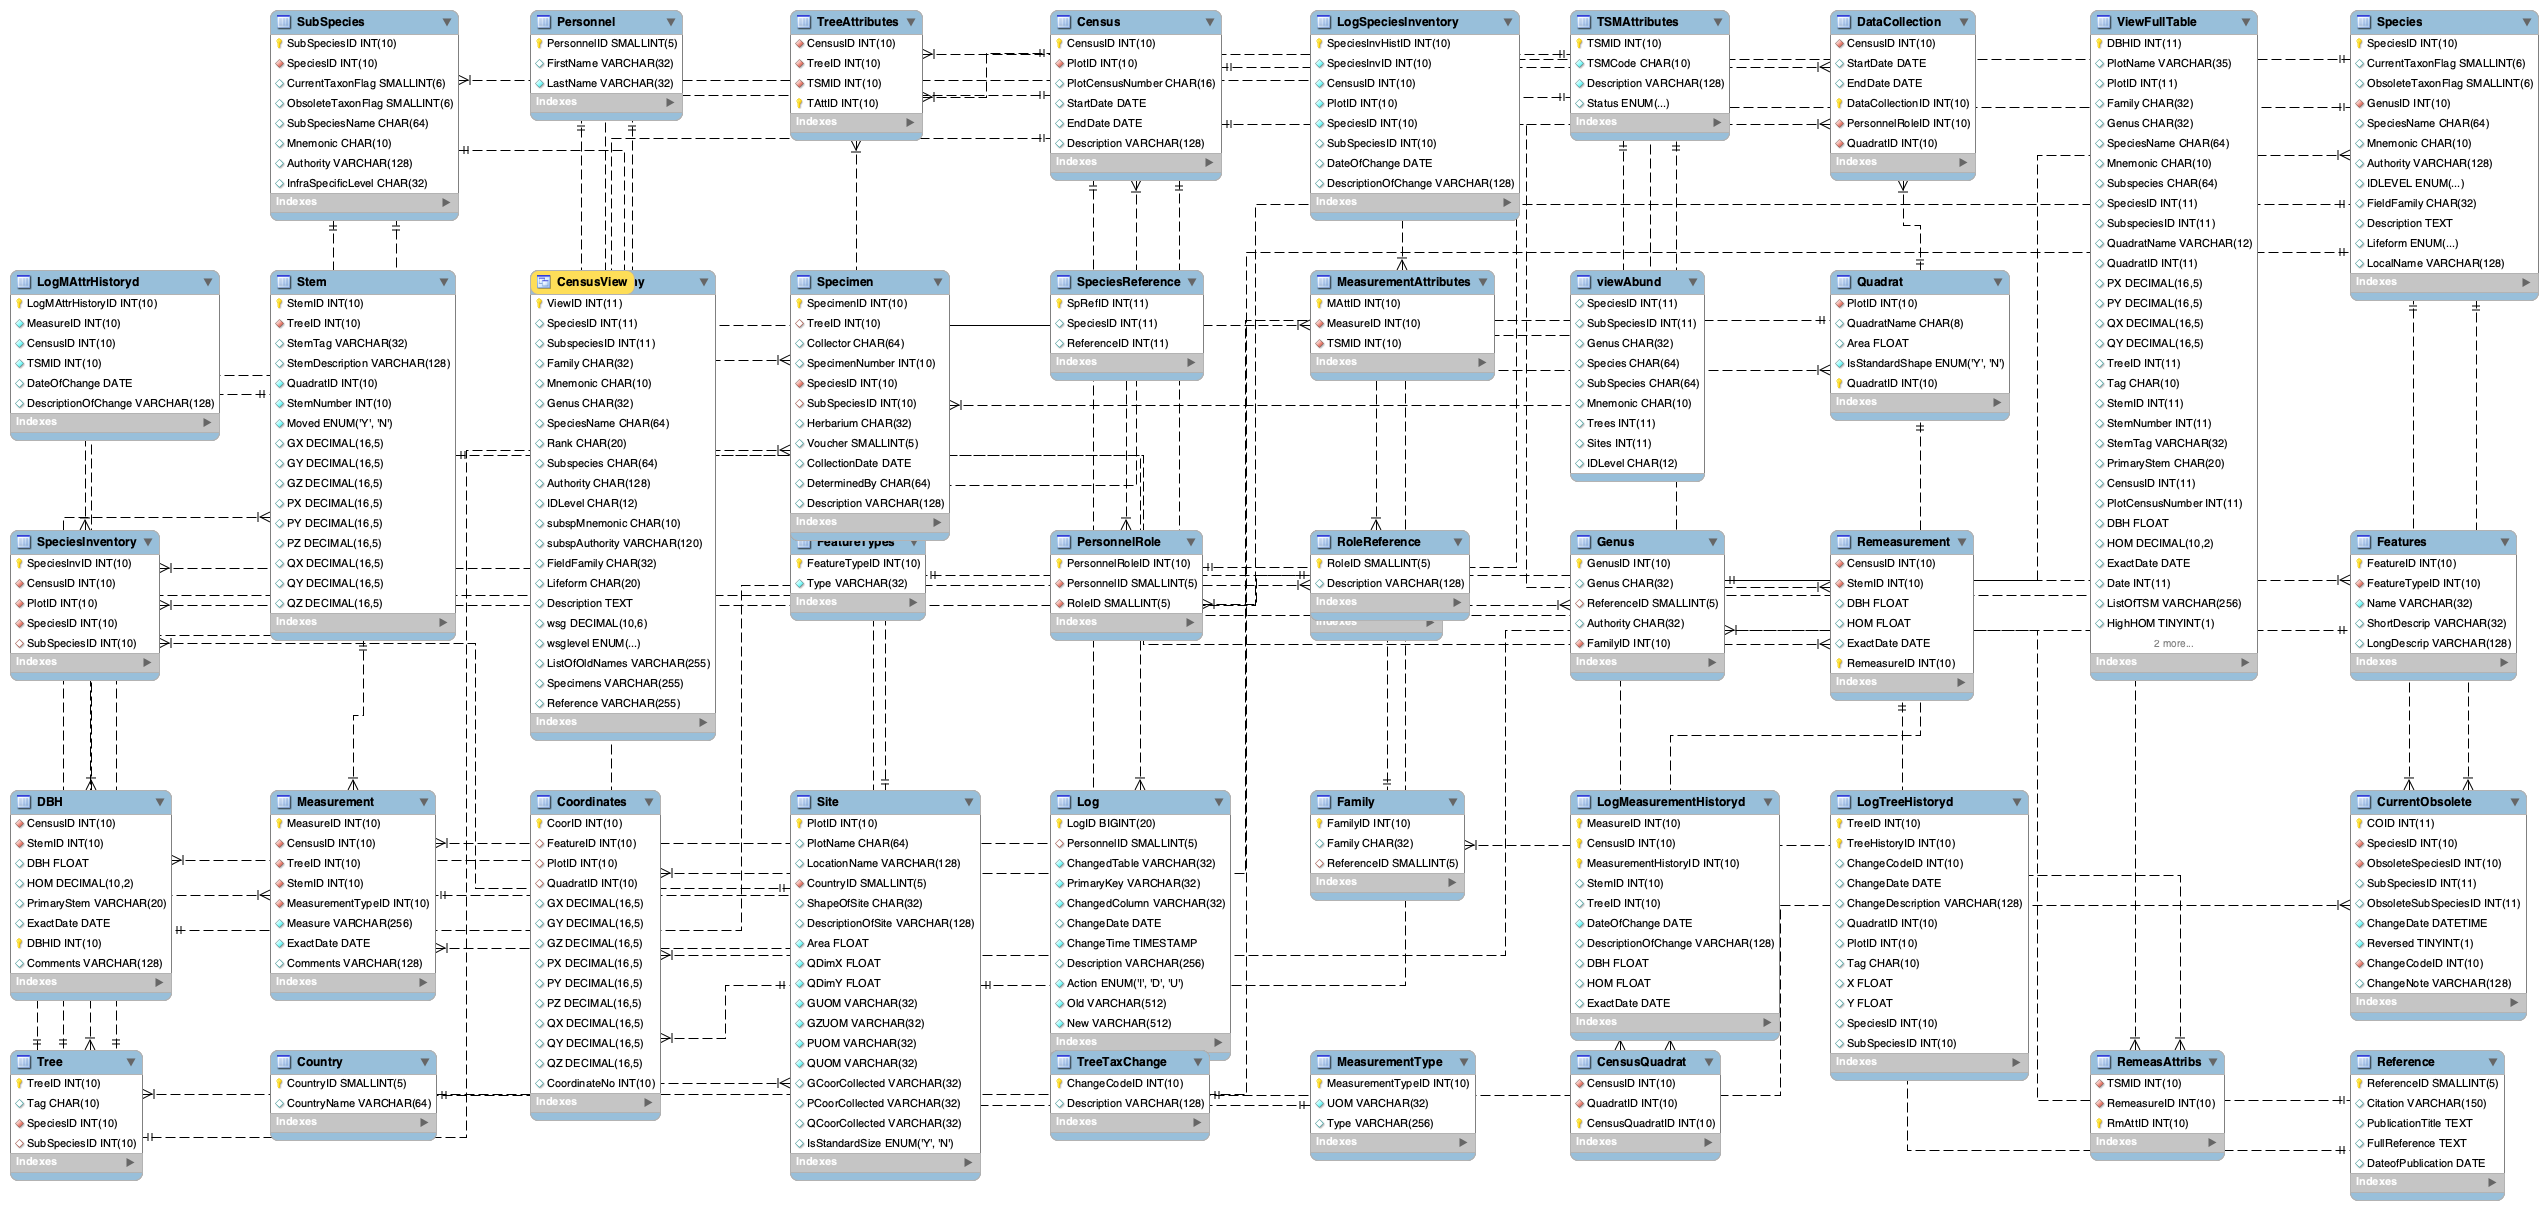 SubSpecies
SubSpeciesID INT(10)
SpeciesID INT(10)
CurrentTaxonFlag SMALLINT(6)
ObsoleteTaxonFlag SMALLINT(6)
SubSpeciesName CHAR(64)
Mnemonic CHAR(10)
Authority VARCHAR(128)
InfraSpecificLevel CHAR(32)
Indexes
Personnel
PersonnelID SMALLINT(5)
FirstName VARCHAR(32)
LastName VARCHAR(32)
Indexes
TreeAttributes
CensusID INT(10)
TreeID INT(10)
TSMID INT(10)
TAttID INT(10)
Indexes
Census
CensusID INT(10)
PlotID INT(10)
PlotCensusNumber CHAR(16)
StartDate DATE
EndDate DATE
Description VARCHAR(128)
Indexes
LogSpeciesInventory
SpeciesInvHistID INT(10)
SpeciesInvID INT(10)
CensusID INT(10)
PlotID INT(10)
SpeciesID INT(10)
SubSpeciesID INT(10)
DateOfChange DATE
DescriptionOfChange VARCHAR(128)
Indexes
TSMAttributes
TSMID INT(10)
TSMCode CHAR(10)
Description VARCHAR(128)
Status ENUM(...)
Indexes
DataCollection
CensusID INT(10)
StartDate DATE
EndDate DATE
DataCollectionID INT(10)
PersonnelRoleID INT(10)
QuadratID INT(10)
Indexes
ViewFullTable
DBHID INT(11)
PlotName VARCHAR(35)
PlotID INT(11)
Family CHAR(32)
Genus CHAR(32)
SpeciesName CHAR(64)
Mnemonic CHAR(10)
Subspecies CHAR(64)
SpeciesID INT(11)
SubspeciesID INT(11)
QuadratName VARCHAR(12)
QuadratID INT(11)
PX DECIMAL(16,5)
PY DECIMAL(16,5)
QX DECIMAL(16,5)
QY DECIMAL(16,5)
TreeID INT(11)
Tag CHAR(10)
StemID INT(11)
StemNumber INT(11)
StemTag VARCHAR(32)
PrimaryStem CHAR(20)
CensusID INT(11)
PlotCensusNumber INT(11)
DBH FLOAT
HOM DECIMAL(10,2)
ExactDate DATE
Date INT(11)
ListOfTSM VARCHAR(256)
HighHOM TINYINT(1)
2 more...
Indexes
Species
SpeciesID INT(10)
CurrentTaxonFlag SMALLINT(6)
ObsoleteTaxonFlag SMALLINT(6)
GenusID INT(10)
SpeciesName CHAR(64)
Mnemonic CHAR(10)
Authority VARCHAR(128)
IDLEVEL ENUM(...)
FieldFamily CHAR(32)
Description TEXT
Lifeform ENUM(...)
LocalName VARCHAR(128)
Indexes
LogMAttrHistoryd
LogMAttrHistoryID INT(10)
MeasureID INT(10)
CensusID INT(10)
TSMID INT(10)
DateOfChange DATE
DescriptionOfChange VARCHAR(128)
Indexes
Stem
StemID INT(10)
TreeID INT(10)
StemTag VARCHAR(32)
StemDescription VARCHAR(128)
QuadratID INT(10)
StemNumber INT(10)
Moved ENUM('Y', 'N')
GX DECIMAL(16,5)
GY DECIMAL(16,5)
GZ DECIMAL(16,5)
PX DECIMAL(16,5)
PY DECIMAL(16,5)
PZ DECIMAL(16,5)
QX DECIMAL(16,5)
QY DECIMAL(16,5)
QZ DECIMAL(16,5)
Indexes
CensusView
ViewID INT(11)
SpeciesID INT(11)
SubspeciesID INT(11)
Family CHAR(32)
Mnemonic CHAR(10)
Genus CHAR(32)
SpeciesName CHAR(64)
Rank CHAR(20)
Subspecies CHAR(64)
Authority CHAR(128)
IDLevel CHAR(12)
subspMnemonic CHAR(10)
subspAuthority VARCHAR(120)
FieldFamily CHAR(32)
Lifeform CHAR(20)
Description TEXT
wsg DECIMAL(10,6)
wsglevel ENUM(...)
ListOfOldNames VARCHAR(255)
Specimens VARCHAR(255)
Reference VARCHAR(255)
Indexes
Specimen
SpecimenID INT(10)
TreeID INT(10)
Collector CHAR(64)
SpecimenNumber INT(10)
SpeciesID INT(10)
SubSpeciesID INT(10)
Herbarium CHAR(32)
Voucher SMALLINT(5)
CollectionDate DATE
DeterminedBy CHAR(64)
Description VARCHAR(128)
Indexes
SpeciesReference
SpRefID INT(11)
SpeciesID INT(11)
ReferenceID INT(11)
Indexes
MeasurementAttributes
MAttID INT(10)
MeasureID INT(10)
TSMID INT(10)
Indexes
viewAbund
SpeciesID INT(11)
SubSpeciesID INT(11)
Genus CHAR(32)
Species CHAR(64)
SubSpecies CHAR(64)
Mnemonic CHAR(10)
Trees INT(11)
Sites INT(11)
IDLevel CHAR(12)
Quadrat
PlotID INT(10)
QuadratName CHAR(8)
Area FLOAT
IsStandardShape ENUM('Y', 'N')
QuadratID INT(10)
Indexes
SpeciesInventory
SpeciesInvID INT(10)
CensusID INT(10)
PlotID INT(10)
SpeciesID INT(10)
SubSpeciesID INT(10)
Indexes
FeatureTypes
FeatureTypeID INT(10)
Type VARCHAR(32)
Indexes
PersonnelRole
PersonnelRoleID INT(10)
PersonnelID SMALLINT(5)
RoleID SMALLINT(5)
Indexes
RoleReference
RoleID SMALLINT(5)
Description VARCHAR(128)
Indexes
Indexes
Genus
GenusID INT(10)
Genus CHAR(32)
ReferenceID SMALLINT(5)
Authority CHAR(32)
FamilyID INT(10)
Indexes
Remeasurement
CensusID INT(10)
StemID INT(10)
DBH FLOAT
HOM FLOAT
ExactDate DATE
RemeasureID INT(10)
Indexes
Features
FeatureID INT(10)
FeatureTypeID INT(10)
Name VARCHAR(32)
ShortDescrip VARCHAR(32)
LongDescrip VARCHAR(128)
Indexes
DBH
CensusID INT(10)
StemID INT(10)
DBH FLOAT
HOM DECIMAL(10,2)
PrimaryStem VARCHAR(20)
ExactDate DATE
DBHID INT(10)
Comments VARCHAR(128)
Indexes
Measurement
MeasureID INT(10)
CensusID INT(10)
TreeID INT(10)
StemID INT(10)
MeasurementTypeID INT(10)
Measure VARCHAR(256)
ExactDate DATE
Comments VARCHAR(128)
Indexes
Coordinates
CoorID INT(10)
FeatureID INT(10)
PlotID INT(10)
QuadratID INT(10)
GX DECIMAL(16,5)
GY DECIMAL(16,5)
GZ DECIMAL(16,5)
PX DECIMAL(16,5)
PY DECIMAL(16,5)
PZ DECIMAL(16,5)
QX DECIMAL(16,5)
QY DECIMAL(16,5)
QZ DECIMAL(16,5)
CoordinateNo INT(10)
Indexes
Site
PlotID INT(10)
PlotName CHAR(64)
LocationName VARCHAR(128)
CountryID SMALLINT(5)
ShapeOfSite CHAR(32)
DescriptionOfSite VARCHAR(128)
Area FLOAT
QDimX FLOAT
QDimY FLOAT
GUOM VARCHAR(32)
GZUOM VARCHAR(32)
PUOM VARCHAR(32)
QUOM VARCHAR(32)
GCoorCollected VARCHAR(32)
PCoorCollected VARCHAR(32)
QCoorCollected VARCHAR(32)
IsStandardSize ENUM('Y', 'N')
Indexes
Log
LogID BIGINT(20)
PersonnelID SMALLINT(5)
ChangedTable VARCHAR(32)
PrimaryKey VARCHAR(32)
ChangedColumn VARCHAR(32)
ChangeDate DATE
ChangeTime TIMESTAMP
Description VARCHAR(256)
Action ENUM('I', 'D', 'U')
Old VARCHAR(512)
New VARCHAR(512)
Indexes
Family
FamilyID INT(10)
Family CHAR(32)
ReferenceID SMALLINT(5)
Indexes
LogMeasurementHistoryd
MeasureID INT(10)
CensusID INT(10)
MeasurementHistoryID INT(10)
StemID INT(10)
TreeID INT(10)
DateOfChange DATE
DescriptionOfChange VARCHAR(128)
DBH FLOAT
HOM FLOAT
ExactDate DATE
Indexes
LogTreeHistoryd
TreeID INT(10)
TreeHistoryID INT(10)
ChangeCodeID INT(10)
ChangeDate DATE
ChangeDescription VARCHAR(128)
QuadratID INT(10)
PlotID INT(10)
Tag CHAR(10)
X FLOAT
Y FLOAT
SpeciesID INT(10)
SubSpeciesID INT(10)
Indexes
CurrentObsolete
COID INT(11)
SpeciesID INT(10)
ObsoleteSpeciesID INT(10)
SubSpeciesID INT(11)
ObsoleteSubSpeciesID INT(11)
ChangeDate DATETIME
Reversed TINYINT(1)
ChangeCodeID INT(10)
ChangeNote VARCHAR(128)
Indexes
Tree
TreeID INT(10)
Tag CHAR(10)
SpeciesID INT(10)
SubSpeciesID INT(10)
Indexes
Country
CountryID SMALLINT(5)
CountryName VARCHAR(64)
Indexes
TreeTaxChange
ChangeCodeID INT(10)
Description VARCHAR(128)
Indexes
MeasurementType
MeasurementTypeID INT(10)
UOM VARCHAR(32)
Type VARCHAR(256)
Indexes
CensusQuadrat
CensusID INT(10)
QuadratID INT(10)
CensusQuadratID INT(10)
Indexes
RemeasAttribs
TSMID INT(10)
RemeasureID INT(10)
RmAttID INT(10)
Indexes
Reference
ReferenceID SMALLINT(5)
Citation VARCHAR(150)
PublicationTitle TEXT
FullReference TEXT
DateofPublication DATE
Indexes